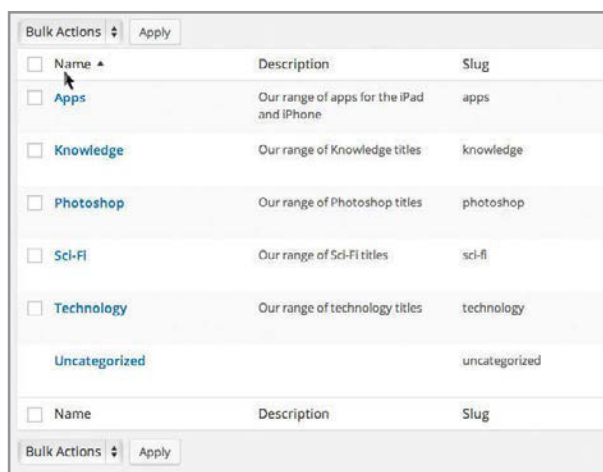 Bulk Actions Apply
Name Description Slug
Apps Our range of apps for the iPad apps
and iPhone
Knowledge Our range of Knowledge titles knowledge
Photoshop Our range of Photoshop titles photoshop
Sci-Fi Our range of Sci-Fi titles sci-fi
Technology Our range of technology titles technology
Uncategorized uncategorized
Name Description Slug
Bulk Actions Apply